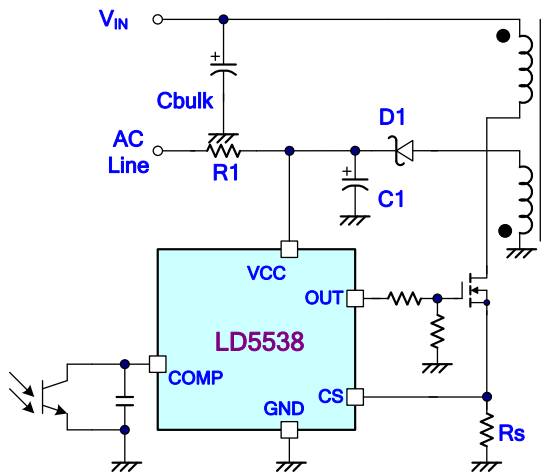 VIN
Cbulk
D1
AC
Line
R1
C1
VCC
OUT
LD5538
COMP
CS
GND
Rs
+
+